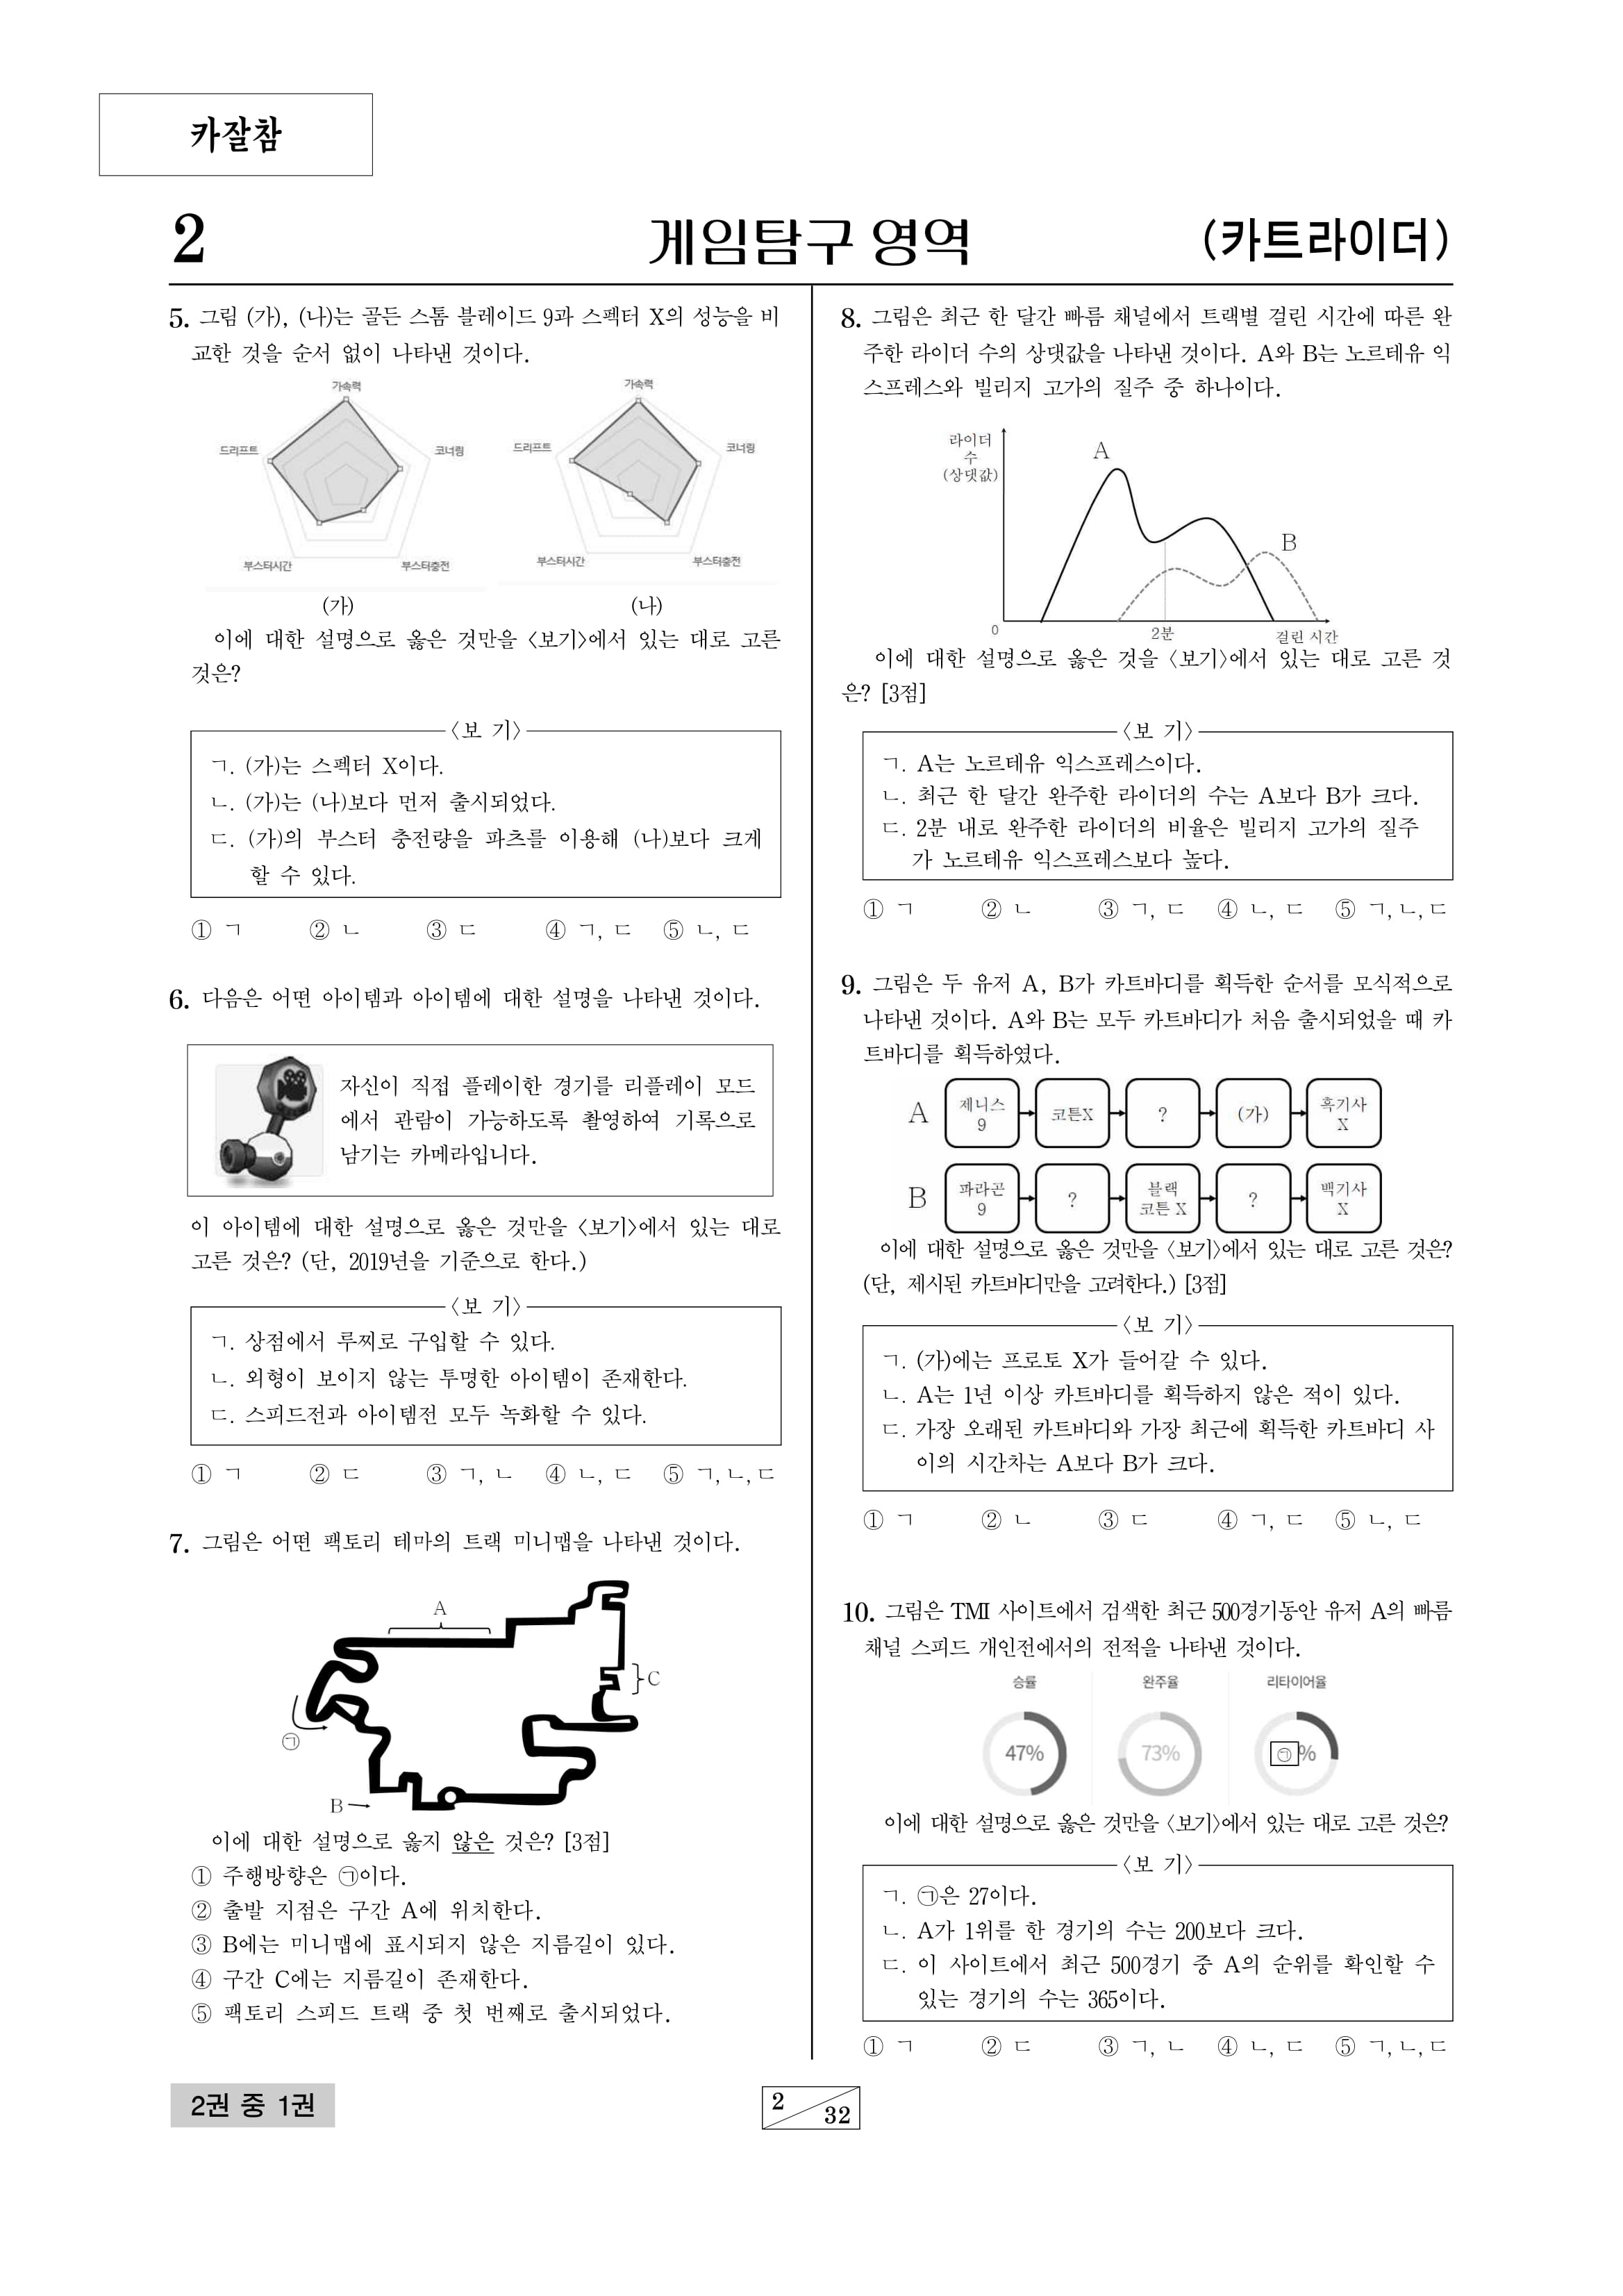 카잘참
2
게임탐구 영역
(카트라이더)
5. 그림 (가), (나)는 골든 스톰 블레이드 9과 스펙터 X의 성능을 비
교한 것을 순서 없이 나타낸 것이다.
가속력
드리프트
코너링
부스터시간
부스터충전
(가)
가속력
드리프트
코너링
부스터시간
부스터충전
(나)
이에 대한 설명으로 옳은 것만을 〈보기〉에서 있는 대로 고른
것은?
〈보 기〉
ㄱ. (가)는 스펙터 X이다.
ㄴ. (가)는 (나)보다 먼저 출시되었다.
ㄷ. (가)의 부스터 충전량을 파츠를 이용해 (나)보다 크게
할 수 있다.
① ㄱ ② ㄴ ③ ㄷ ④ ㄱ, ㄷ ⑤ ㄴ, ㄷ
6. 다음은 어떤 아이템과 아이템에 대한 설명을 나타낸 것이다.
자신이 직접 플레이한 경기를 리플레이 모드
에서 관람이 가능하도록 촬영하여 기록으로
남기는 카메라입니다.
이 아이템에 대한 설명으로 옳은 것만을 〈보기〉에서 있는 대로
고른 것은? (단, 2019년을 기준으로 한다.)
〈보 기〉
ㄱ. 상점에서 루찌로 구입할 수 있다.
ㄴ. 외형이 보이지 않는 투명한 아이템이 존재한다.
ㄷ. 스피드전과 아이템전 모두 녹화할 수 있다.
① ㄱ ② ㄷ ③ ㄱ, ㄴ ④ ㄴ, ㄷ ⑤ ㄱ, ㄴ, ㄷ
7. 그림은 어떤 팩토리 테마의 트랙 미니맵을 나타낸 것이다.
A
C
㉠
B
이에 대한 설명으로 옳지 않은 것은? [3점]
① 주행방향은 ㉠이다.
② 출발 지점은 구간 A에 위치한다.
③ B에는 미니맵에 표시되지 않은 지름길이 있다.
④ 구간 C에는 지름길이 존재한다.
⑤ 팩토리 스피드 트랙 중 첫 번째로 출시되었다.
8. 그림은 최근 한 달간 빠름 채널에서 트랙별 걸린 시간에 따른 완
주한 라이더 수의 상댓값을 나타낸 것이다. A와 B는 노르테유 익
스프레스와 빌리지 고가의 질주 중 하나이다.
라이더
수
(상댓값)
A
B
0
2분
걸린 시간
이에 대한 설명으로 옳은 것을 〈보기〉에서 있는 대로 고른 것
은? [3점]
〈보 기〉
ㄱ. A는 노르테유 익스프레스이다.
ㄴ. 최근 한 달간 완주한 라이더의 수는 A보다 B가 크다.
ㄷ. 2분 내로 완주한 라이더의 비율은 빌리지 고가의 질주
가 노르테유 익스프레스보다 높다.
① ㄱ ② ㄴ ③ ㄱ, ㄷ ④ ㄴ, ㄷ ⑤ ㄱ, ㄴ, ㄷ
9. 그림은 두 유저 A, B가 카트바디를 획득한 순서를 모식적으로
나타낸 것이다. A와 B는 모두 카트바디가 처음 출시되었을 때 카
트바디를 획득하였다.
A 제니스 9 코튼X ? (가) 흑기사 X
B 파라곤 9 ? 블랙 코튼 X ? 백기사 X
이에 대한 설명으로 옳은 것만을 〈보기〉에서 있는 대로 고른 것은?
(단, 제시된 카트바디만을 고려한다.) [3점]
〈보 기〉
ㄱ. (가)에는 프로토 X가 들어갈 수 있다.
ㄴ. A는 1년 이상 카트바디를 획득하지 않은 적이 있다.
ㄷ. 가장 오래된 카트바디와 가장 최근에 획득한 카트바디 사
이의 시간차는 A보다 B가 크다.
① ㄱ ② ㄴ ③ ㄷ ④ ㄱ, ㄷ ⑤ ㄴ, ㄷ
10. 그림은 TMI 사이트에서 검색한 최근 500경기동안 유저 A의 빠름
채널 스피드 개인전에서의 전적을 나타낸 것이다.
승률 완주율 리타이어율
47% 73% ㉠%
이에 대한 설명으로 옳은 것만을 〈보기〉에서 있는 대로 고른 것은?
〈보 기〉
ㄱ. ㉠은 27이다.
ㄴ. A가 1위를 한 경기의 수는 200보다 크다.
ㄷ. 이 사이트에서 최근 500경기 중 A의 순위를 확인할 수
있는 경기의 수는 365이다.
① ㄱ ② ㄷ ③ ㄱ, ㄴ ④ ㄴ, ㄷ ⑤ ㄱ, ㄴ, ㄷ
2권 중 1권
2
32